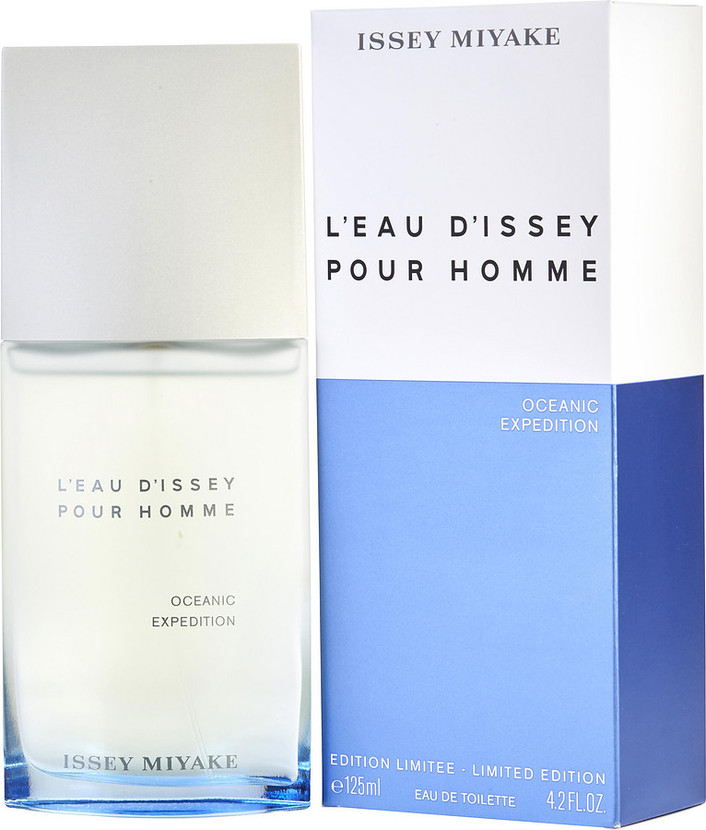 L'EAU D'ISSEY
POUR HOMME
OCEANIC
EXPEDITION
ISSEY MIYAKE
ISSEY MIYAKE
L'EAU D'ISSEY
POUR HOMME
OCEANIC
EXPEDITION
EDITION LIMITEE - LIMITED EDITION
℮125ml EAU DE TOILETTE 4.2 FL.OZ.